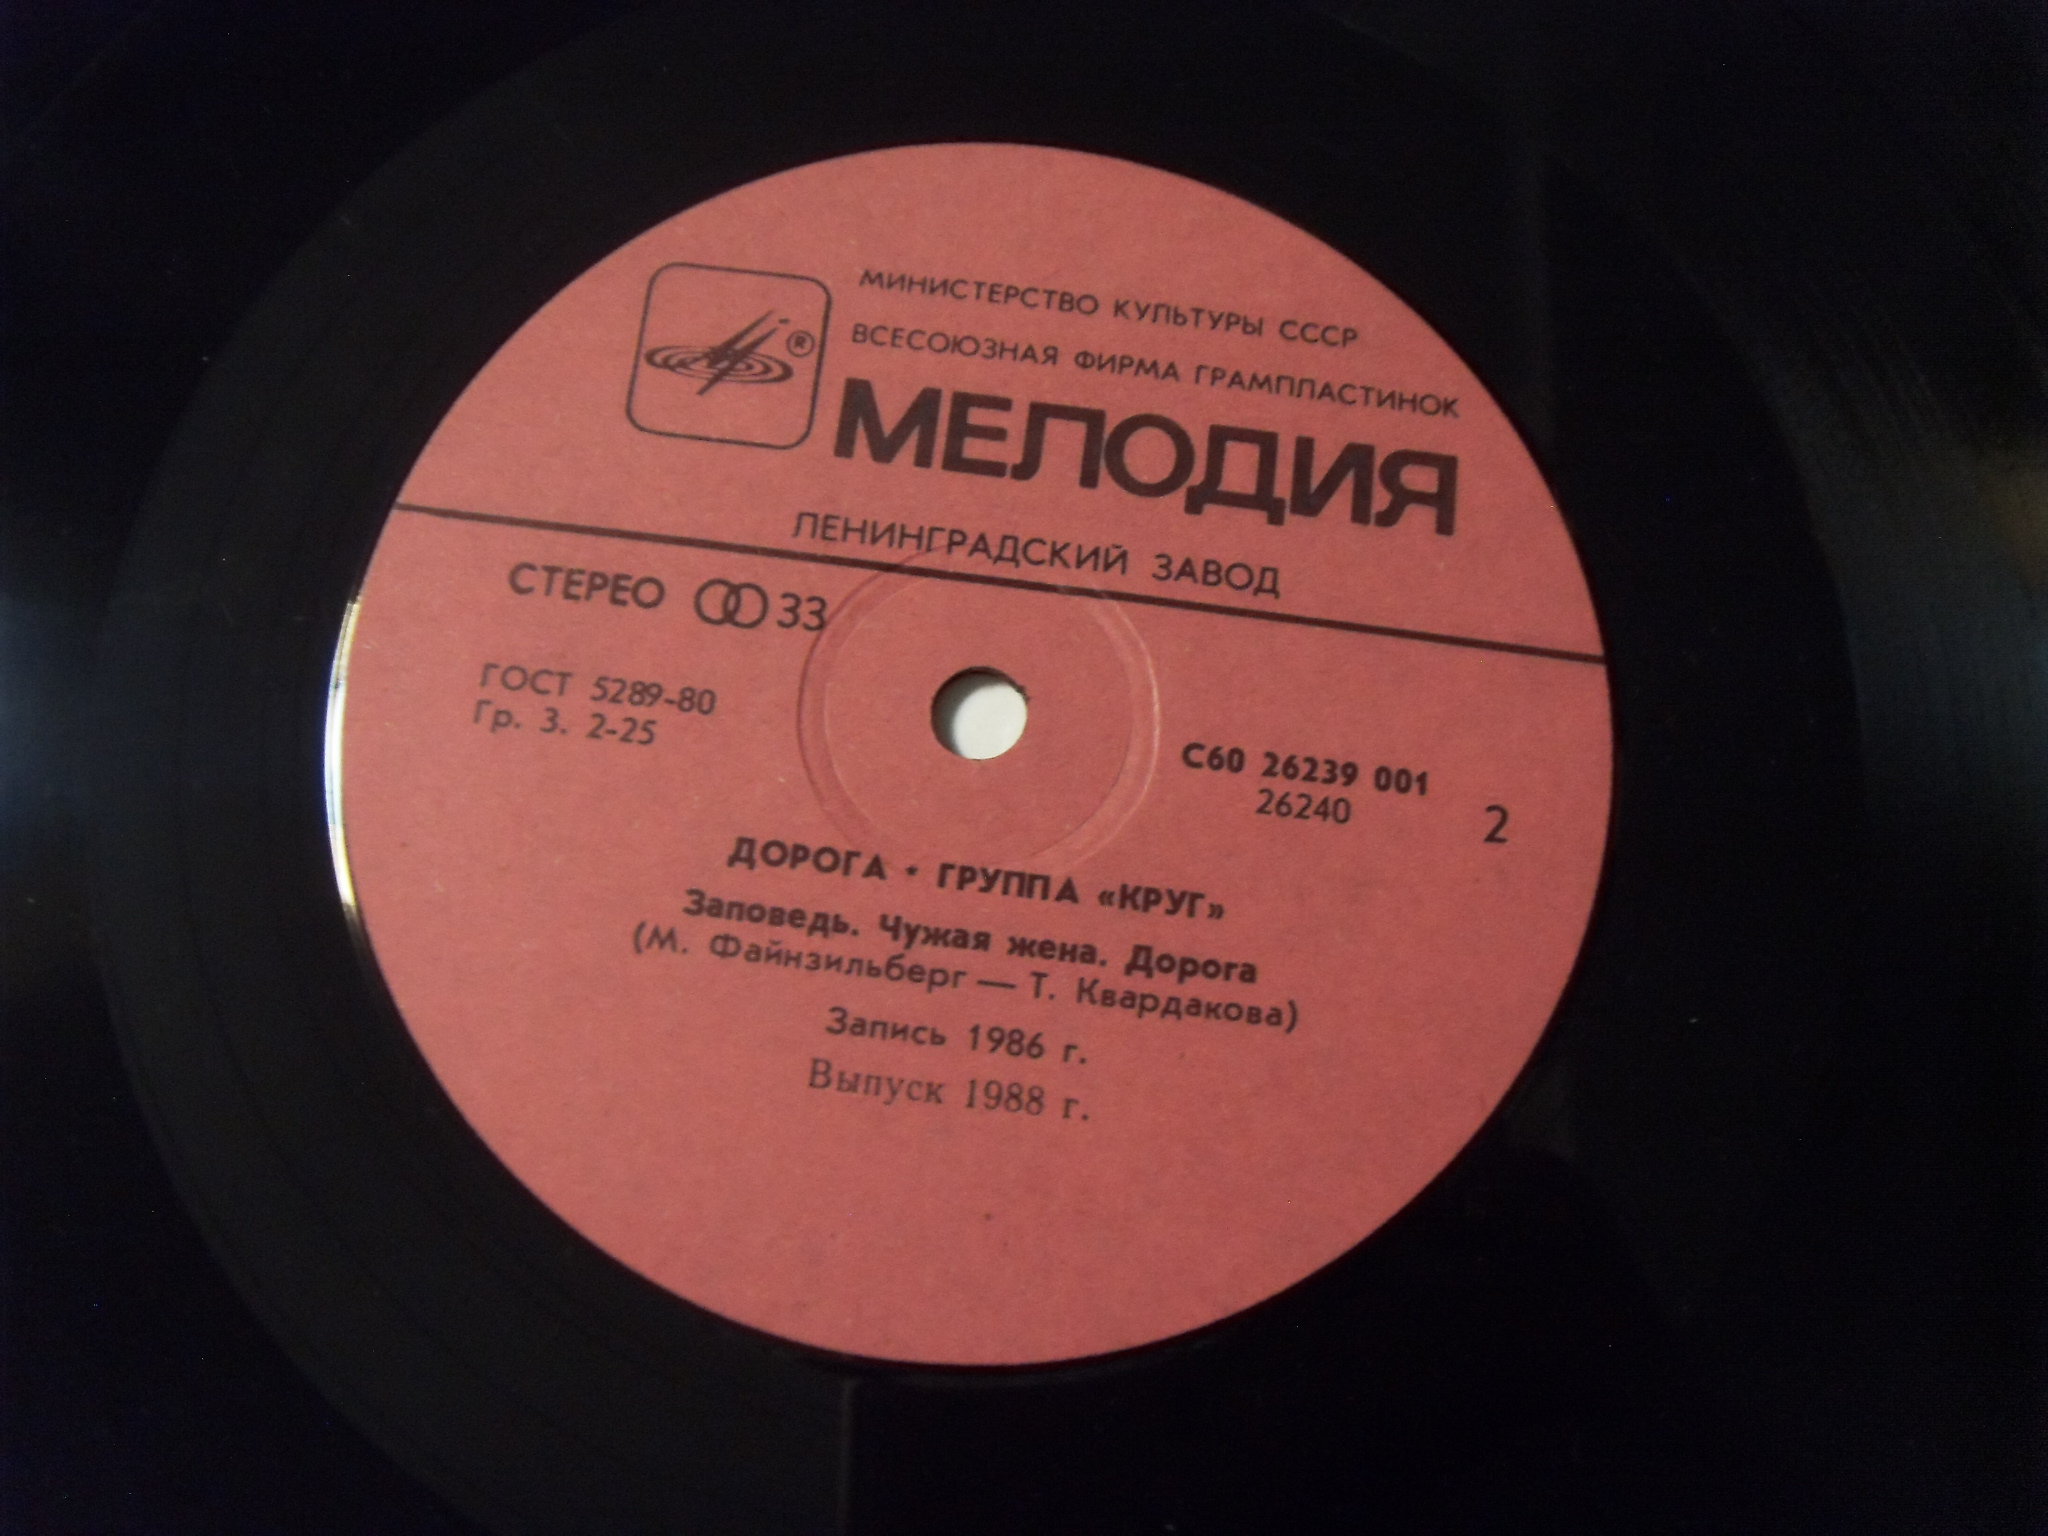 МИНИСТЕРСТВО КУЛЬТУРЫ СССР
ВСЕСОЮЗНАЯ ФИРМА ГРАМПЛАСТИНОК
®
МЕЛОДИЯ
ЛЕНИНГРАДСКИЙ ЗАВОД
СТЕРЕО 33
ГОСТ 5289-80
Гр. 3. 2-25
С60 26239 001
26240
2
ДОРОГА • ГРУППА «КРУГ»
Заповедь. Чужая жена. Дорога
(М. Файнзильберг — Т. Квардакова)
Запись 1986 г.
Выпуск 1988 г.